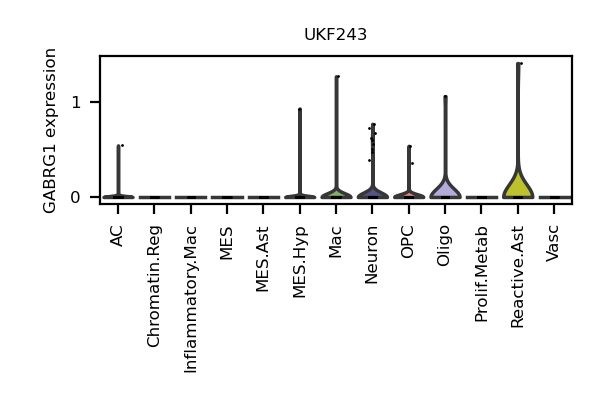 UKF243
GABRG1 expression
1
0
AC
Chromatin.Reg
Inflammatory.Mac
MES
MES.Ast
MES.Hyp
Mac
Neuron
OPC
Oligo
Prolif.Metab
Reactive.Ast
Vasc